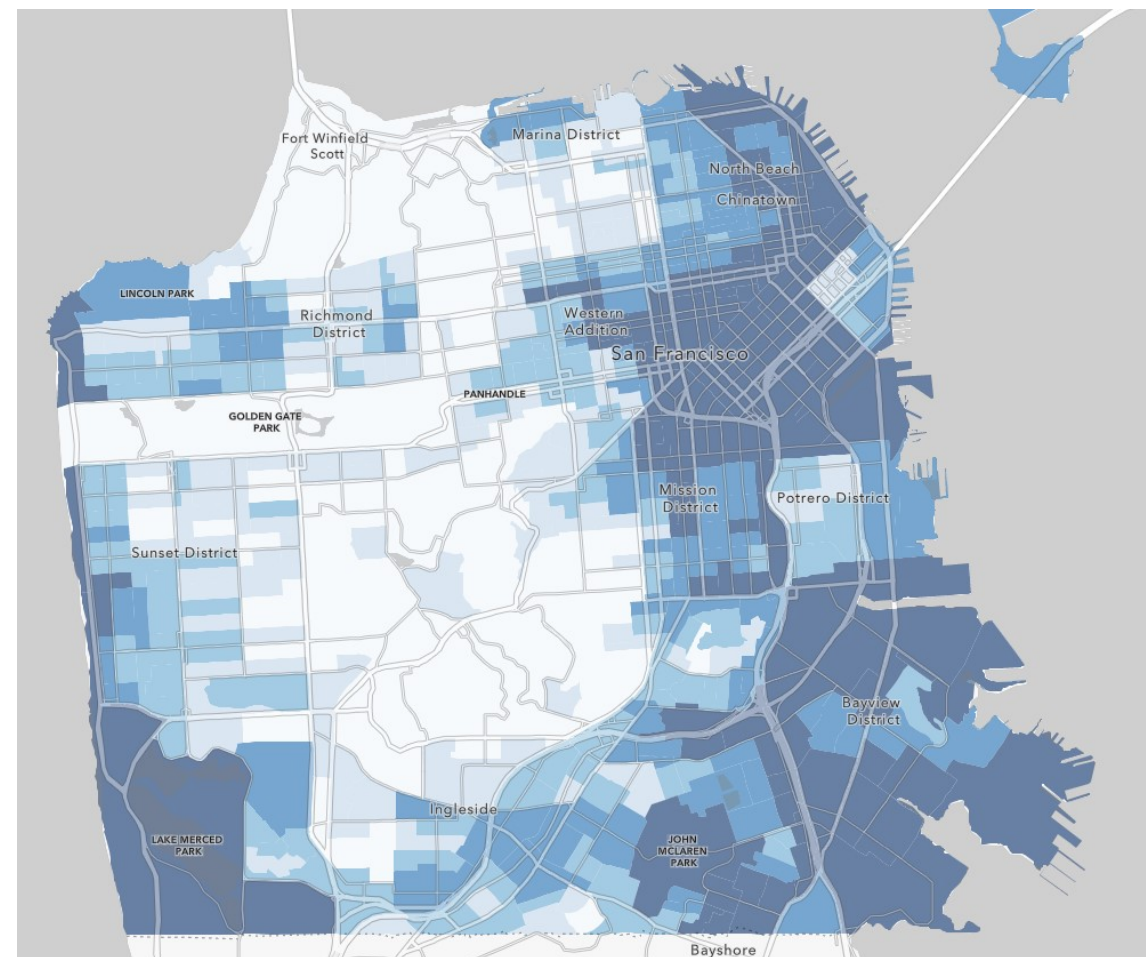 Marina District
Fort Winfield
Scott
North Beach
Chinatown
LINCOLN PARK
Richmond
District
Western
Addition
San Francisco
PANHANDLE
GOLDEN GATE
PARK
Mission
District
Potrero District
Sunset District
Bayview
District
Ingleside
LAKE MERCED
PARK
JOHN
MCLAREN
PARK
Bayshore